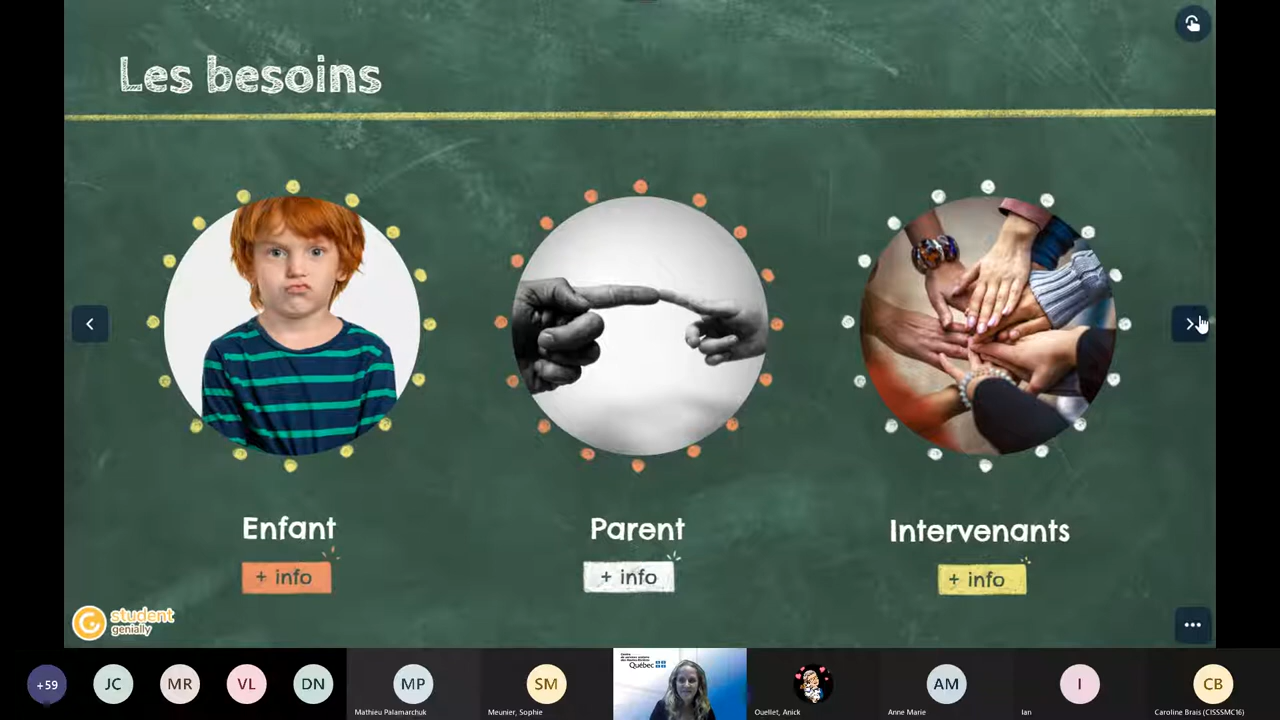 Les besoins
Enfant
Parent
Intervenants
+ info
+ info
+ info
student
genially
+59
JC
MR
VL
DN
MP
Mathieu Palamarchuk
SM
Meunier, Sophie
Québec
Ouellet, Anick
AM
Anne Marie
I
Ian
CB
Caroline Brais (CISSSMC16)